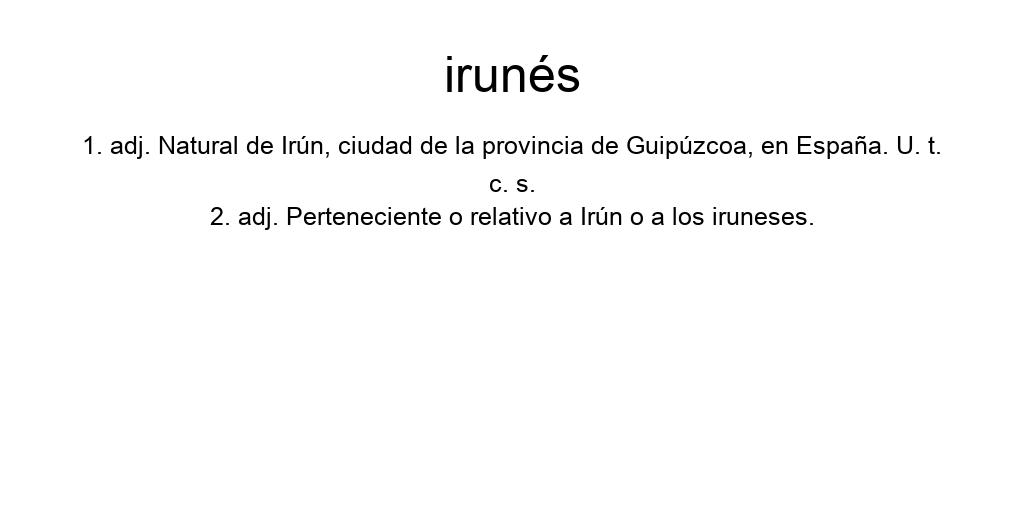 irunés
1. adj. Natural de Irún, ciudad de la provincia de Guipúzcoa, en España. U. t.
c. s.
2. adj. Perteneciente o relativo a Irún o a los iruneses.